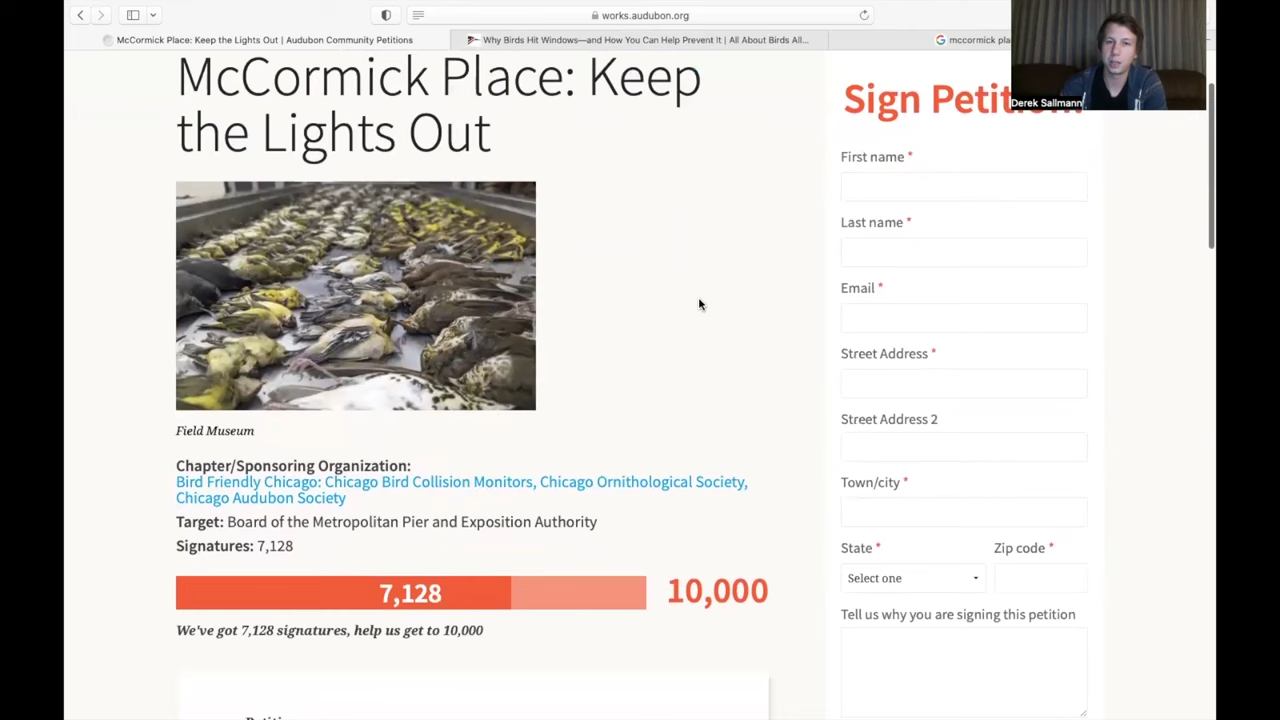 works.audubon.org
McCormick Place: Keep the Lights Out | Audubon Community Petitions
Why Birds Hit Windows—and How You Can Help Prevent It | All About Birds All...
mccormick pla
Derek Sallmann
McCormick Place: Keep
the Lights Out
Field Museum
Chapter/Sponsoring Organization:
Bird Friendly Chicago: Chicago Bird Collision Monitors, Chicago Ornithological Society,
Chicago Audubon Society
Target: Board of the Metropolitan Pier and Exposition Authority
Signatures: 7,128
7,128
10,000
We've got 7,128 signatures, help us get to 10,000
Sign
First name *
Last name *
Email *
Street Address *
Street Address 2
Town/city *
State *
Zip code *
Select one
Tell us why you are signing this petition